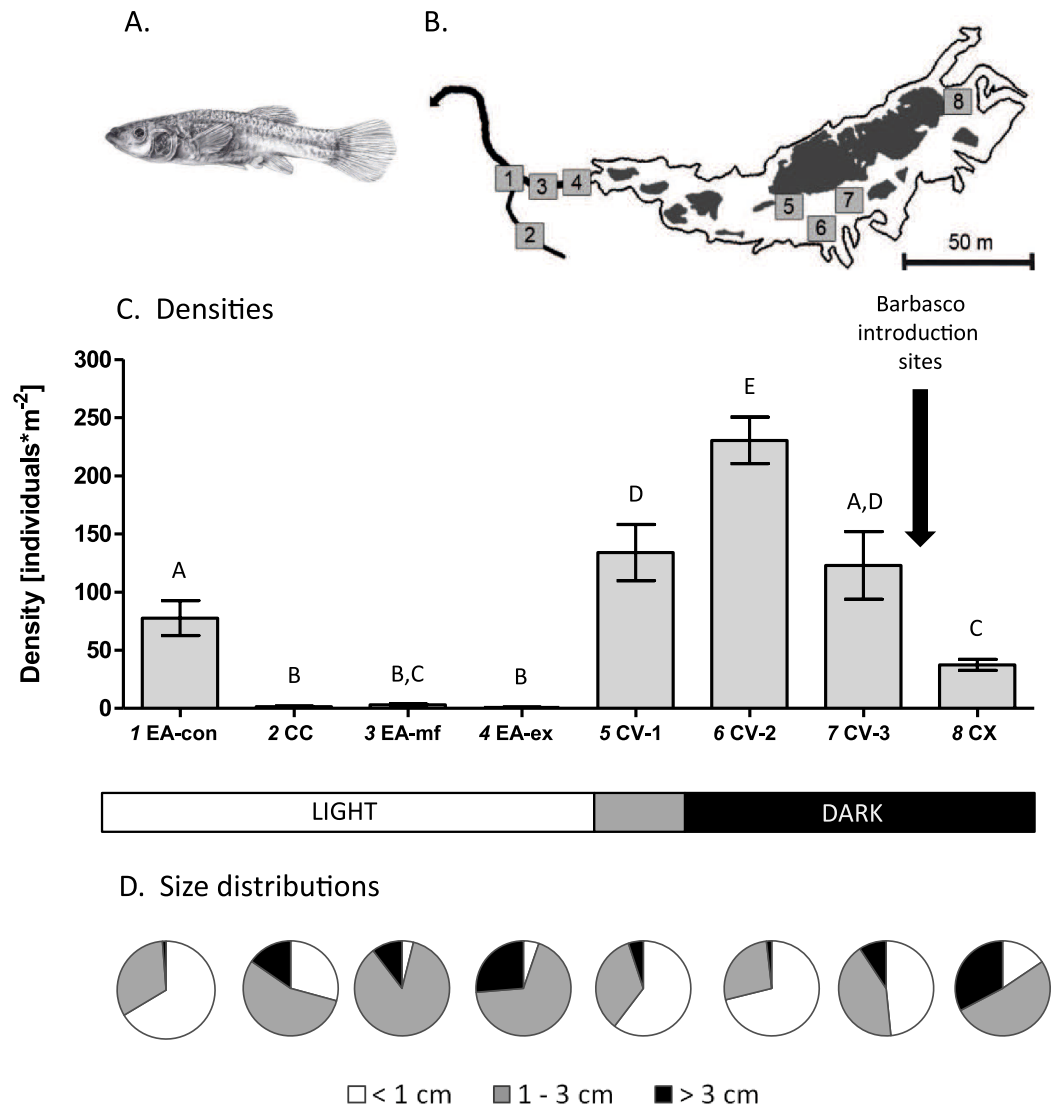 A.
B.
1
3
4
2
5
6
7
8
50 m
C. Densities
Barbasco
introduction
sites
Density [individuals*m-2]
300
250
200
150
100
50
0
A
B
B,C
B
D
E
A,D
C
1 EA-con
2 CC
3 EA-mf
4 EA-ex
5 CV-1
6 CV-2
7 CV-3
8 CX
LIGHT
DARK
D. Size distributions
< 1 cm
1 - 3 cm
> 3 cm